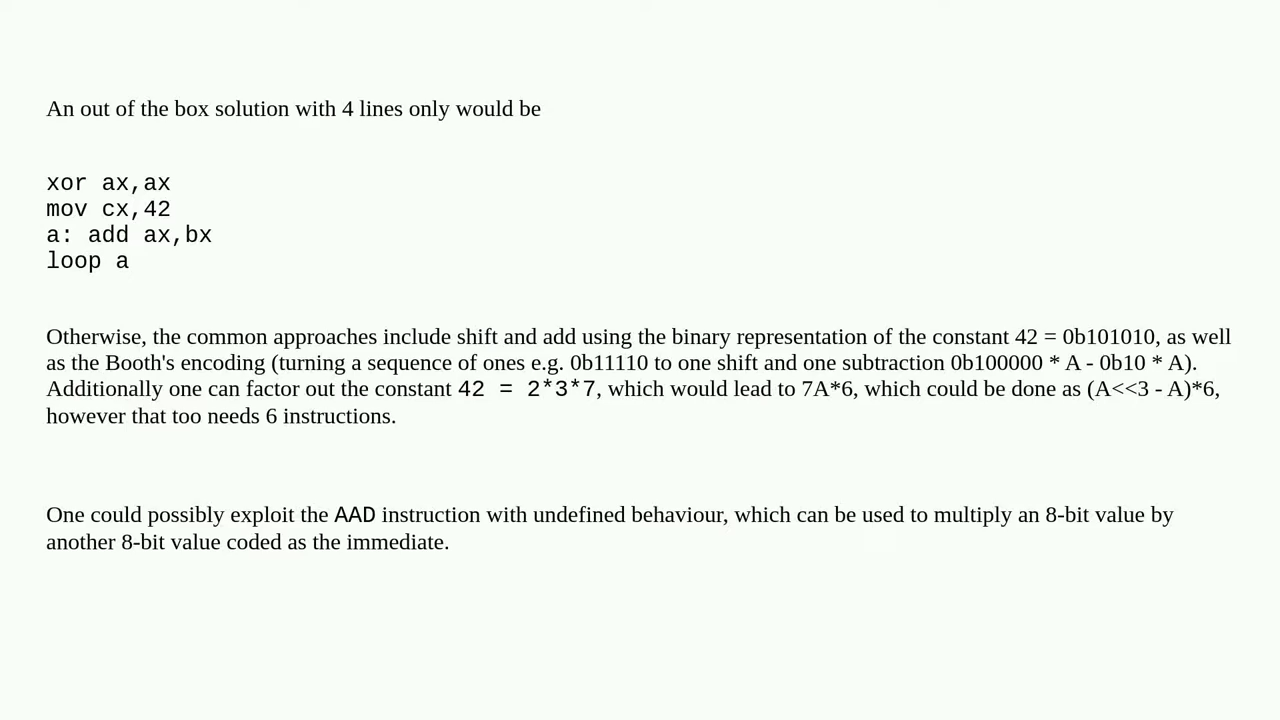 An out of the box solution with 4 lines only would be
xor ax,ax
mov cx,42
a: add ax,bx
loop a
Otherwise, the common approaches include shift and add using the binary representation of the constant 42 = 0b101010, as well
as the Booth's encoding (turning a sequence of ones e.g. 0b11110 to one shift and one subtraction 0b100000 * A - 0b10 * A).
Additionally one can factor out the constant 42 = 2*3*7, which would lead to 7A*6, which could be done as (A<<3 - A)*6,
however that too needs 6 instructions.
One could possibly exploit the AAD instruction with undefined behaviour, which can be used to multiply an 8-bit value by
another 8-bit value coded as the immediate.